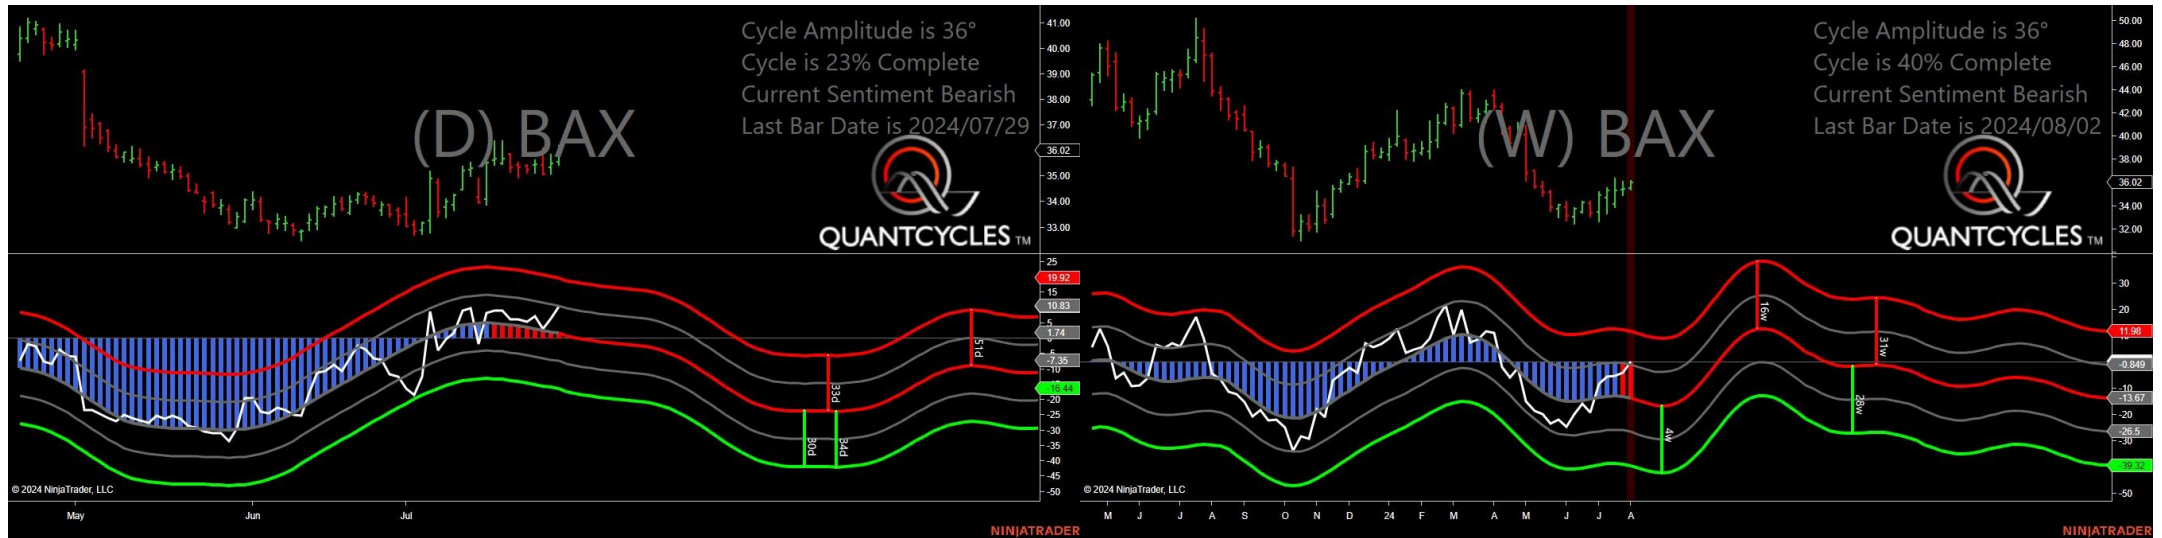 Cycle Amplitude is 36°
Cycle is 23% Complete
Current Sentiment Bearish
Last Bar Date is 2024/07/29
(D) BAX
QUANTCYCLES TM
41.00
40.00
39.00
38.00
37.00
36.02
35.00
34.00
33.00
25
19.92
15
10.83
5
1.74
-5
-7.35
-10
-16.44
-20
-25
-30
-35
-40
-45
-50
33d
30d
34d
51d
© 2024 NinjaTrader, LLC
May Jun Jul
NINJATRADER
Cycle Amplitude is 36°
Cycle is 40% Complete
Current Sentiment Bearish
Last Bar Date is 2024/08/02
(W) BAX
QUANTCYCLES TM
50.00
48.00
46.00
44.00
42.00
40.00
38.00
36.02
34.00
32.00
30
20
11.98
-0.849
-10
-13.67
-20
-26.5
-30
-39.32
-50
4w
16w
28w
31w
© 2024 NinjaTrader, LLC
M J J A S O N D 24 F M A M J J A
NINJATRADER